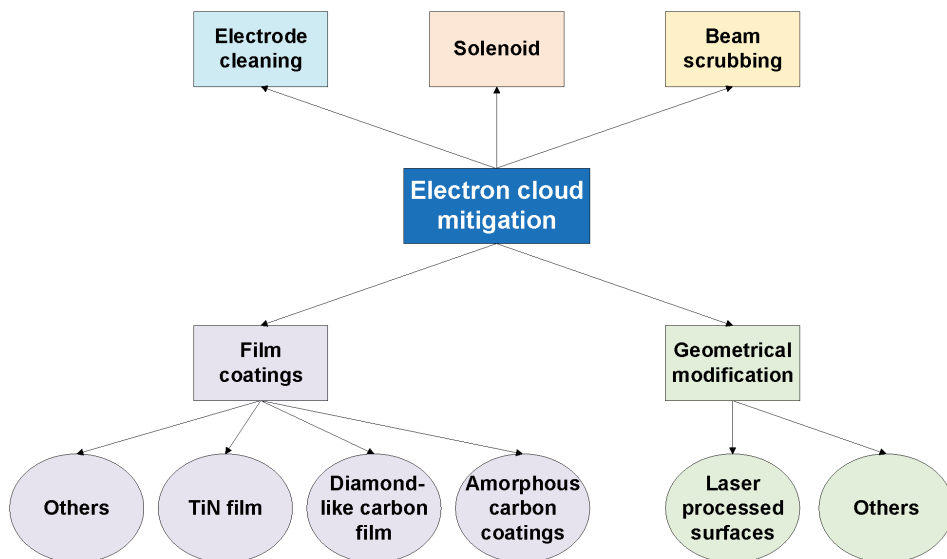 Electrode
cleaning
Solenoid
Beam
scrubbing
Electron cloud
mitigation
Film
coatings
Geometrical
modification
Others
TiN film
Diamond-
like carbon
film
Amorphous
carbon
coatings
Laser
processed
surfaces
Others